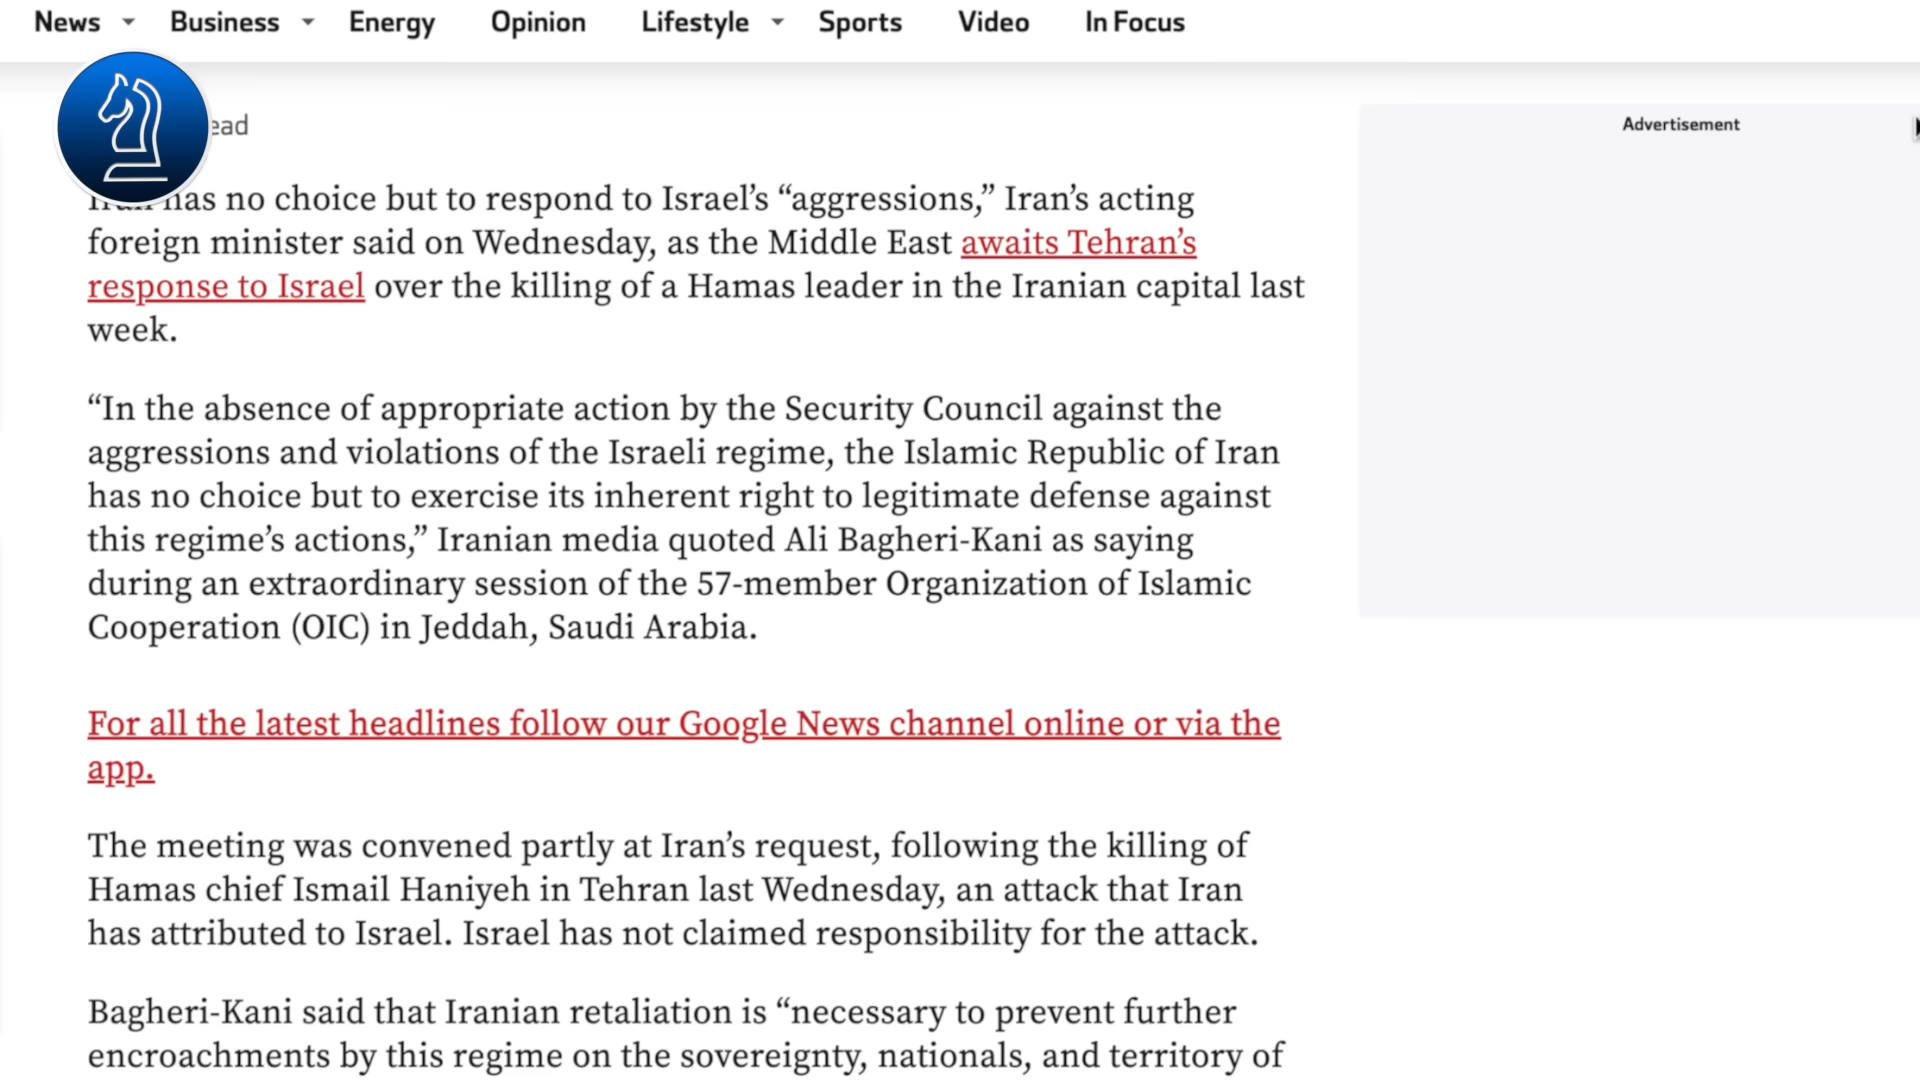 News Business Energy Opinion Lifestyle Sports Video In Focus
Advertisement
has no choice but to respond to Israel’s “aggressions,” Iran’s acting
foreign minister said on Wednesday, as the Middle East awaits Tehran’s
response to Israel over the killing of a Hamas leader in the Iranian capital last
week.
“In the absence of appropriate action by the Security Council against the
aggressions and violations of the Israeli regime, the Islamic Republic of Iran
has no choice but to exercise its inherent right to legitimate defense against
this regime’s actions,” Iranian media quoted Ali Bagheri-Kani as saying
during an extraordinary session of the 57-member Organization of Islamic
Cooperation (OIC) in Jeddah, Saudi Arabia.
For all the latest headlines follow our Google News channel online or via the
app.
The meeting was convened partly at Iran’s request, following the killing of
Hamas chief Ismail Haniyeh in Tehran last Wednesday, an attack that Iran
has attributed to Israel. Israel has not claimed responsibility for the attack.
Bagheri-Kani said that Iranian retaliation is “necessary to prevent further
encroachments by this regime on the sovereignty, nationals, and territory of